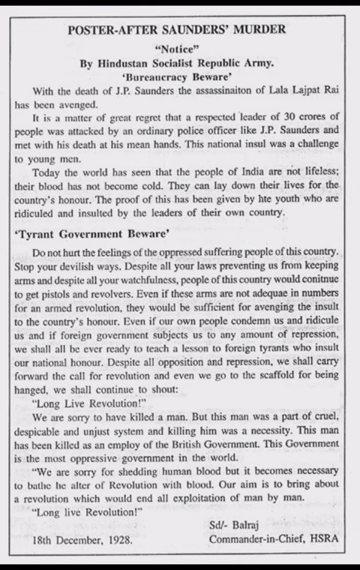 POSTER-AFTER SAUNDERS' MURDER
"Notice"
By Hindustan Socialist Republic Army.
'Bureaucracy Beware'
With the death of J.P. Saunders the assassinaiton of Lala Lajpat Rai
has been avenged.
It is a matter of great regret that a respected leader of 30 crores of
people was attacked by an ordinary police officer like J.P. Saunders and
met with his death at his mean hands. This national insul was a challenge
to young men.
Today the world has seen that the people of India are not lifeless;
their blood has not become cold. They can lay down their lives for the
country's honour. The proof of this has been given by hte youth who are
ridiculed and insulted by the leaders of their own country.
'Tyrant Government Beware'
Do not hurt the feelings of the oppressed suffering people of this country.
Stop your devilish ways. Despite all your laws preventing us from keeping
arms and despite all your watchfulness, people of this country would conitnue
to get pistols and revolvers. Even if these arms are not adequae in numbers
for an armed revolution, they would be sufficient for avenging the insult
to the country's honour. Even if our own people condemn us and ridicule
us and if foreign government subjects us to any amount of repression,
we shall all be ever ready to teach a lesson to foreign tyrants who insult
our national honour. Despite all opposition and repression, we shall carry
forward the call for revolution and even we go to the scaffold for being
hanged, we shall continue to shout:
"Long Live Revolution!"
We are sorry to have killed a man. But this man was a part of cruel,
despicable and unjust system and killing him was a necessity. This man
has been killed as an employ of the British Government. This Government
is the most oppressive government in the world.
"We are sorry for shedding human blood but it becomes necessary
to bathe he alter of Revolution with blood. Our aim is to bring about
a revolution which would end all exploitation of man by man.
"Long live Revolution!"
Sd/- Balraj
18th December, 1928. Commander-in-Chief, HSRA